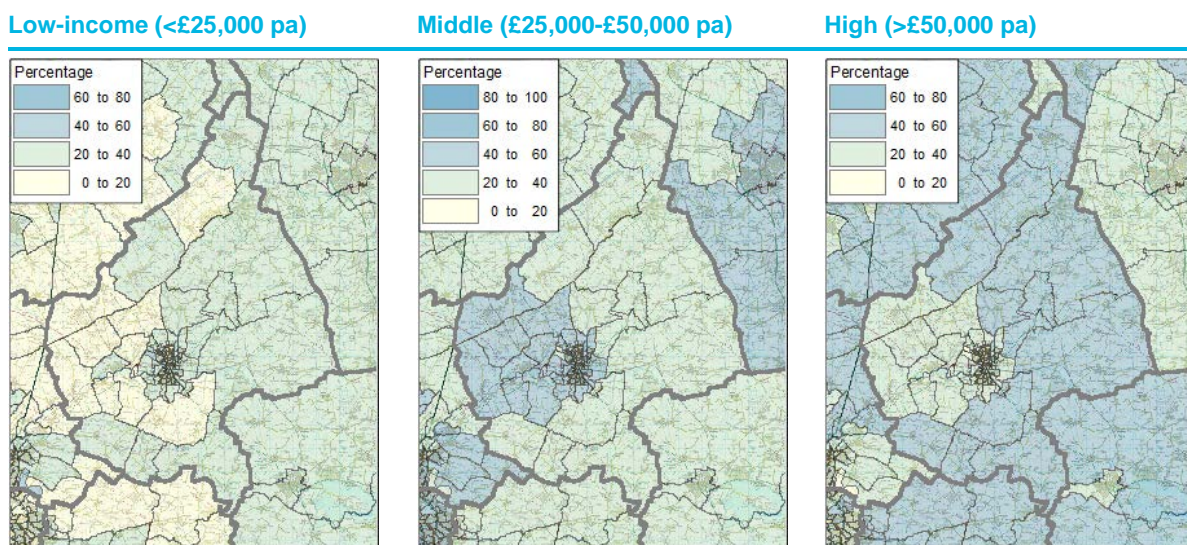 Low-income (<£25,000 pa)
Percentage
60 to 80
40 to 60
20 to 40
0 to 20
Middle (£25,000-£50,000 pa)
Percentage
80 to 100
60 to 80
40 to 60
20 to 40
0 to 20
High (>£50,000 pa)
Percentage
60 to 80
40 to 60
20 to 40
0 to 20